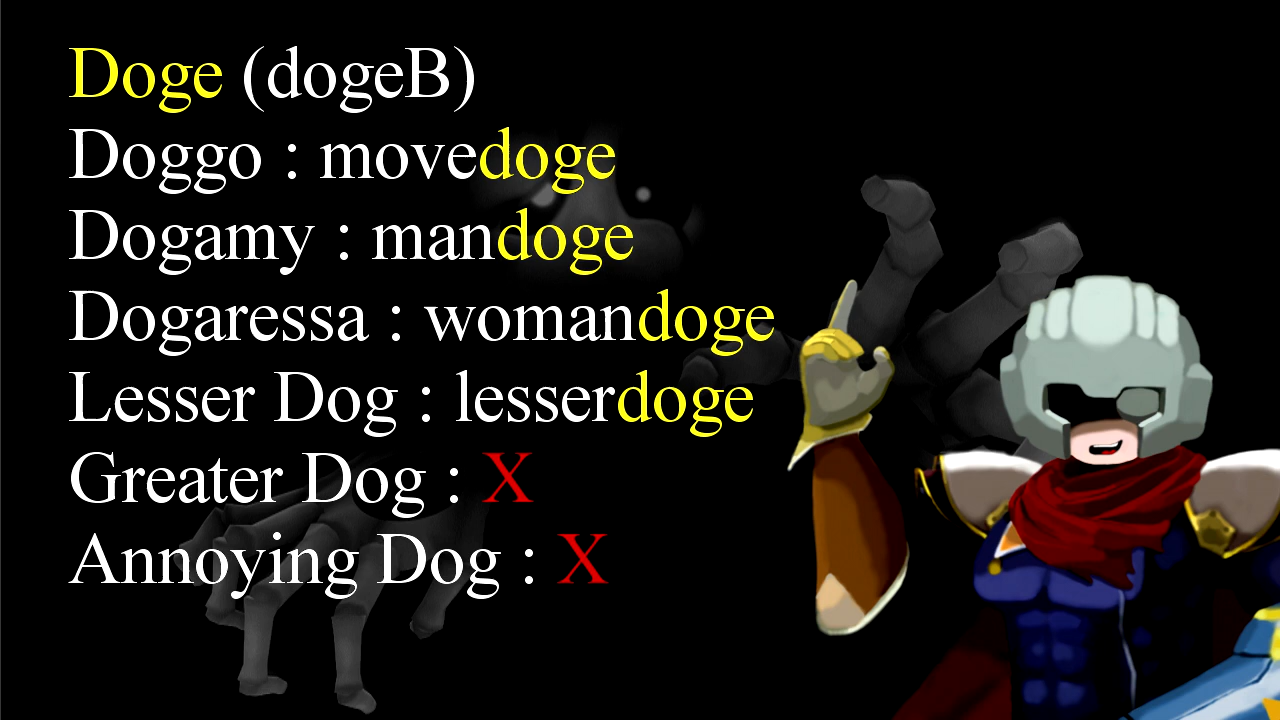 Doge (dogeB)
Doggo : movedoge
Dogamy : mandoge
Dogaressa : womandoge
Lesser Dog : lesserdoge
Greater Dog : X
Annoying Dog : X